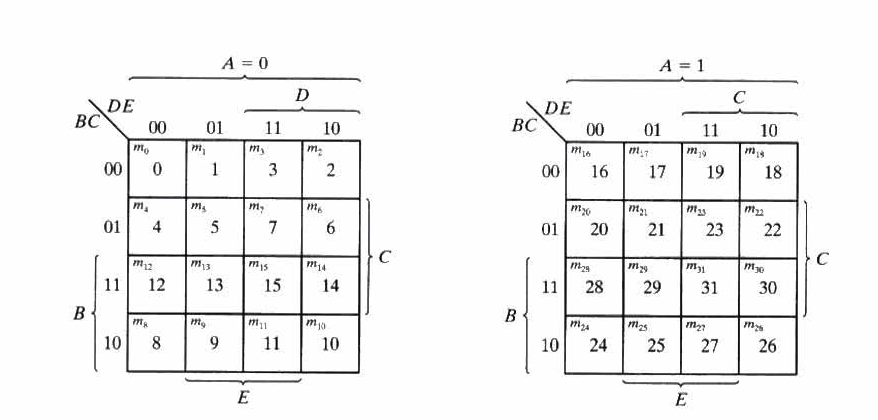 A = 0
D
DE
BC
00 01 11 10
00 m0 0 m1 1 m3 3 m2 2
01 m4 4 m5 5 m7 7 m6 6
C
11 m12 12 m13 13 m15 15 m14 14
B
10 m8 8 m9 9 m11 11 m10 10
E
A = 1
C
DE
BC
00 01 11 10
00 m16 16 m17 17 m19 19 m18 18
01 m20 20 m21 21 m23 23 m22 22
C
11 m28 28 m29 29 m31 31 m30 30
B
10 m24 24 m25 25 m27 27 m26 26
E